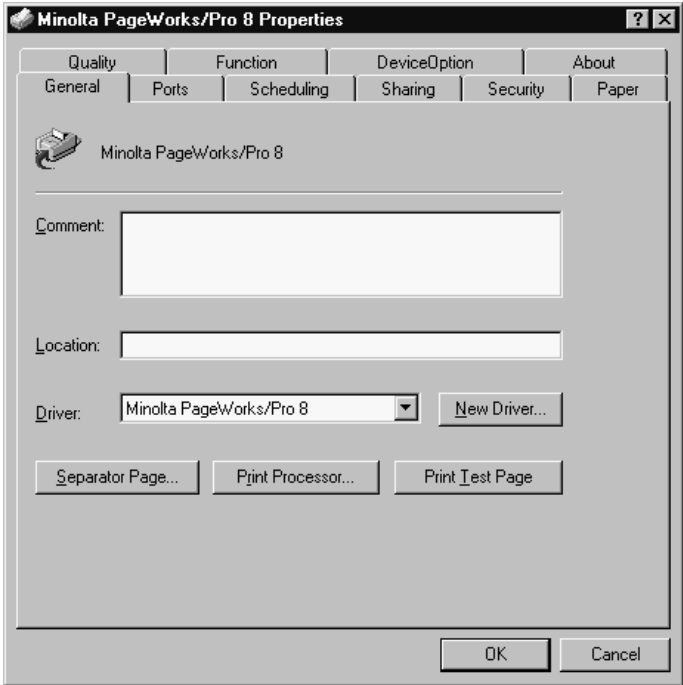 Minolta PageWorks/Pro 8 Properties
Quality Function DeviceOption About
General Ports Scheduling Sharing Security Paper
Minolta PageWorks/Pro 8
Comment:
Location:
Driver: Minolta PageWorks/Pro 8 New Driver...
Separator Page... Print Processor... Print Test Page
OK Cancel